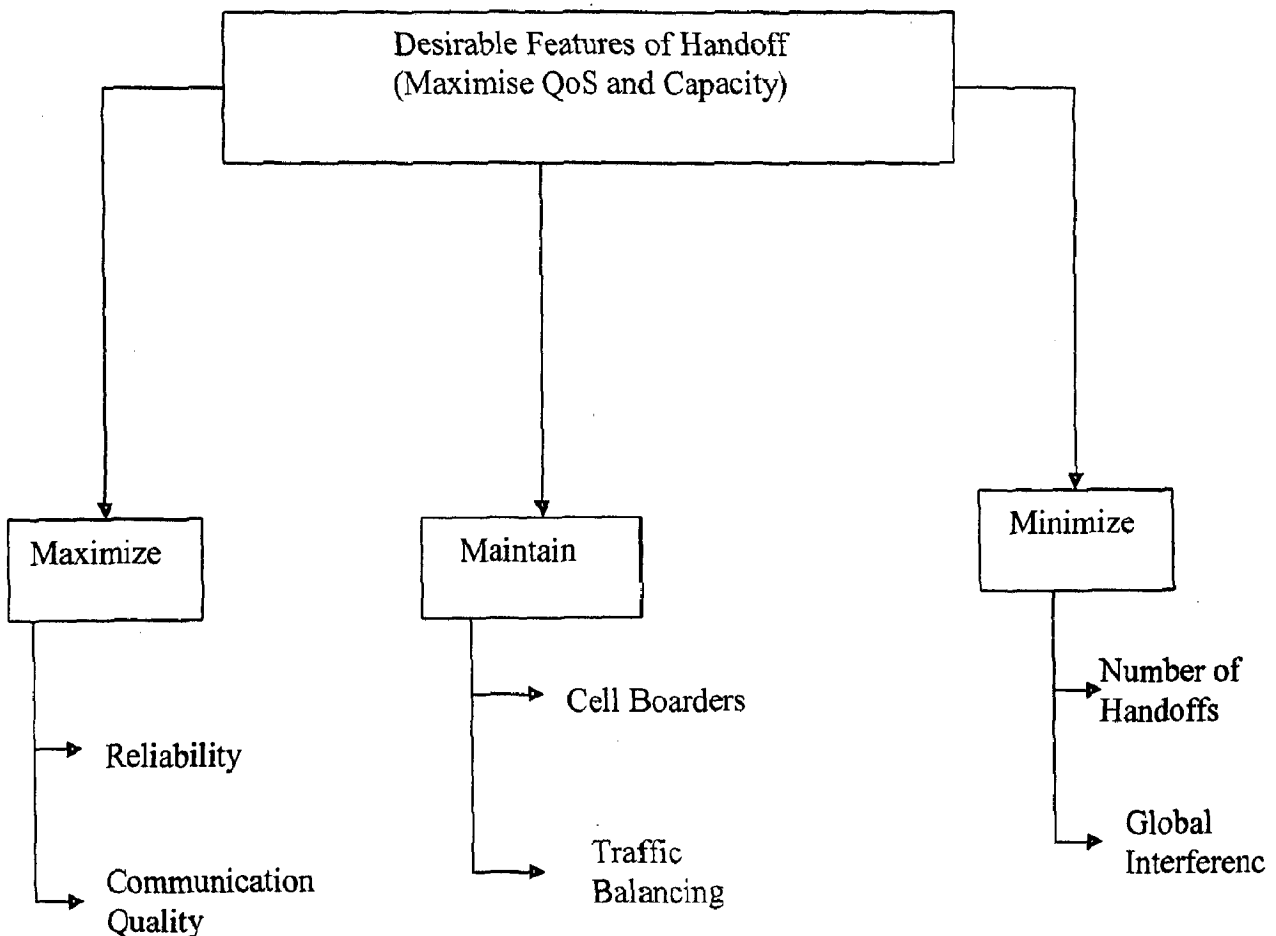 Desirable Features of Handoff
(Maximise QoS and Capacity)
Maximize
Reliability
Communication
Quality
Maintain
Cell Boarders
Traffic
Balancing
Minimize
Number of
Handoffs
Global
Interferenc